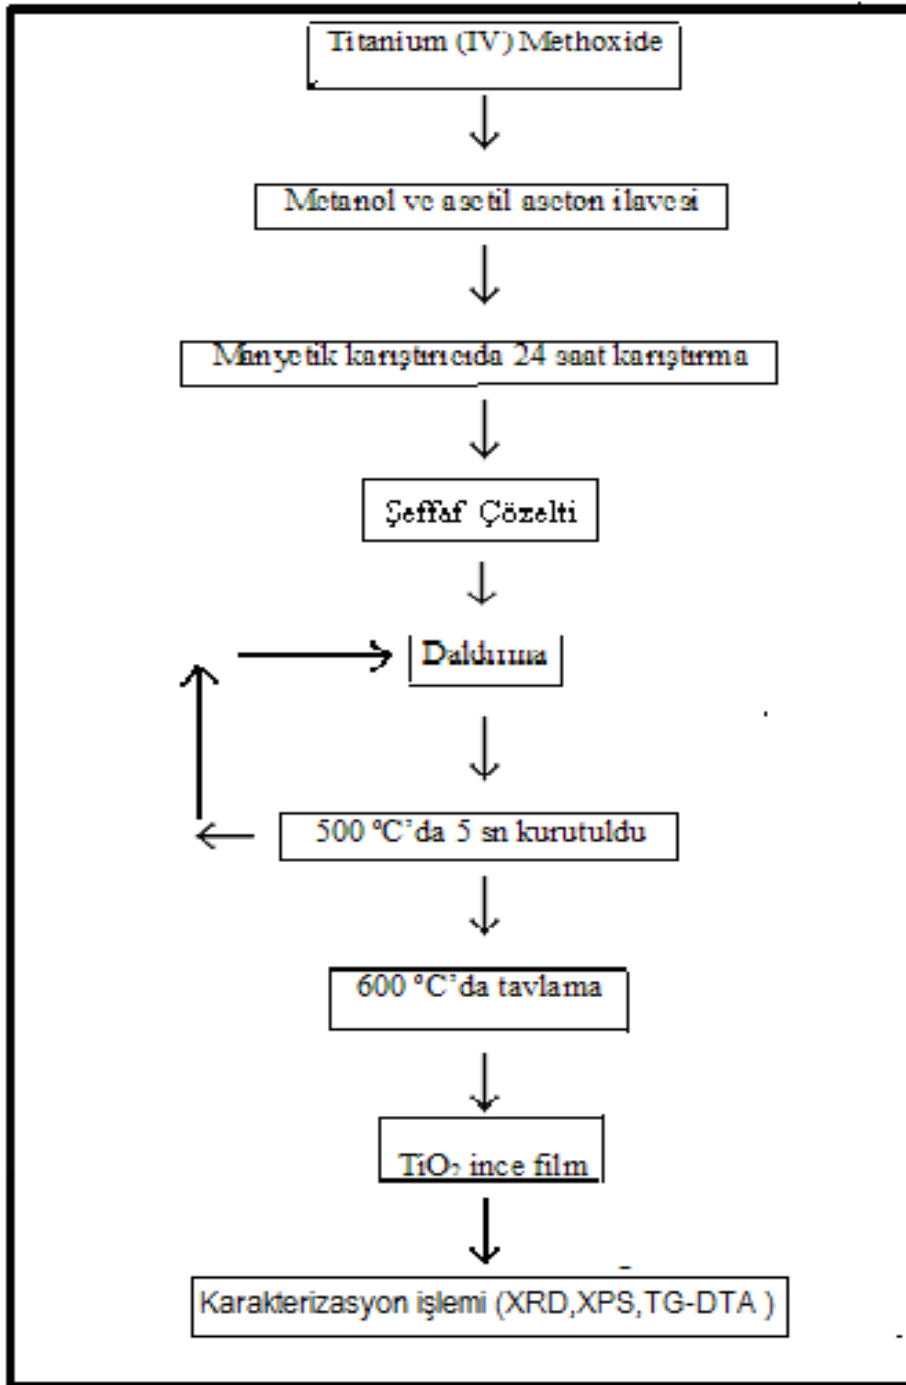 Titanium (IV) Methoxide
Metanol ve asetil aseton ilavesi
Manyetik karıştırıcıda 24 saat karıştırma
Şeffaf Çözelti
Daldırma
500 °C'da 5 sn kurutuldu
600 °C'da tavlama
TiO₂ ince film
Karakterizasyon işlemi (XRD,XPS,TG-DTA )